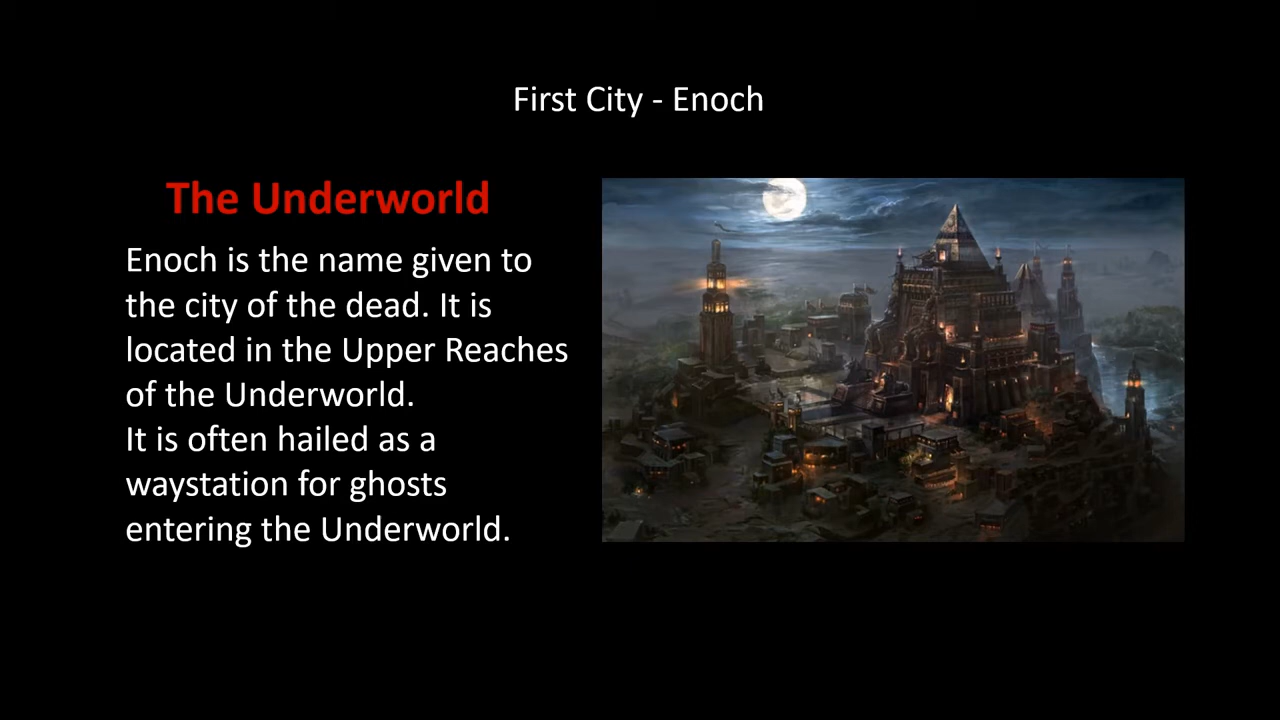 First City - Enoch
The Underworld
Enoch is the name given to
the city of the dead. It is
located in the Upper Reaches
of the Underworld.
It is often hailed as a
waystation for ghosts
entering the Underworld.